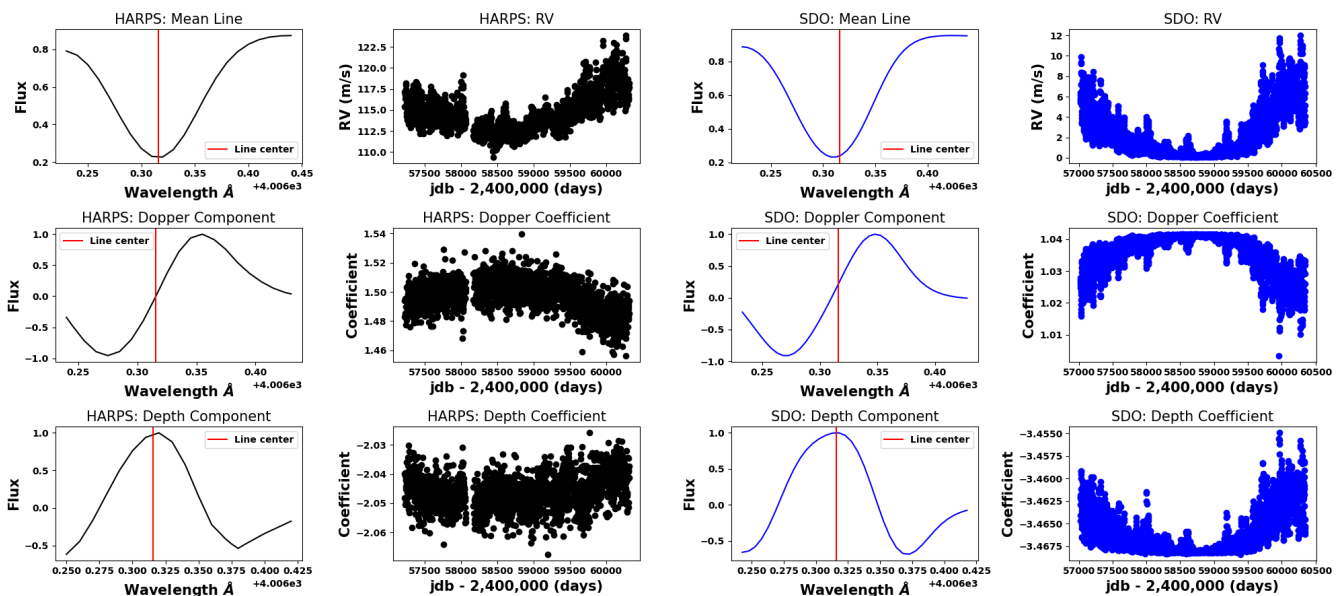 HARPS: Mean Line
0.8
0.6
0.4
0.2
Flux
Line center
0.25 0.30 0.35 0.40 0.45
+4.006e3
Wavelength Å
HARPS: RV
122.5
120.0
117.5
115.0
112.5
110.0
RV (m/s)
57500 58000 58500 59000 59500 60000
jdb - 2,400,000 (days)
SDO: Mean Line
0.8
0.6
0.4
0.2
Flux
Line center
0.25 0.30 0.35 0.40
+4.006e3
Wavelength Å
SDO: RV
12
10
8
6
4
2
0
RV (m/s)
57000 57500 58000 58500 59000 59500 60000 60500
jdb - 2,400,000 (days)
HARPS: Dopper Component
1.0
0.5
0.0
−0.5
−1.0
Flux
Line center
0.25 0.30 0.35 0.40
+4.006e3
Wavelength Å
HARPS: Dopper Coefficient
1.54
1.52
1.50
1.48
1.46
Coefficient
57500 58000 58500 59000 59500 60000
jdb - 2,400,000 (days)
SDO: Doppler Component
1.0
0.5
0.0
−0.5
−1.0
Flux
Line center
0.25 0.30 0.35 0.40
+4.006e3
Wavelength Å
SDO: Dopper Coefficient
1.04
1.03
1.02
1.01
Coefficient
57000 57500 58000 58500 59000 59500 60000 60500
jdb - 2,400,000 (days)
HARPS: Depth Component
1.0
0.5
0.0
−0.5
Flux
Line center
0.250 0.275 0.300 0.325 0.350 0.375 0.400 0.425
+4.006e3
Wavelength Å
HARPS: Depth Coefficient
−2.03
−2.04
−2.05
−2.06
Coefficient
57500 58000 58500 59000 59500 60000
jdb - 2,400,000 (days)
SDO: Depth Component
1.0
0.5
0.0
−0.5
Flux
Line center
0.250 0.275 0.300 0.325 0.350 0.375 0.400 0.425
+4.006e3
Wavelength Å
SDO: Depth Coefficient
−3.4550
−3.4575
−3.4600
−3.4625
−3.4650
−3.4675
Coefficient
57000 57500 58000 58500 59000 59500 60000 60500
jdb - 2,400,000 (days)